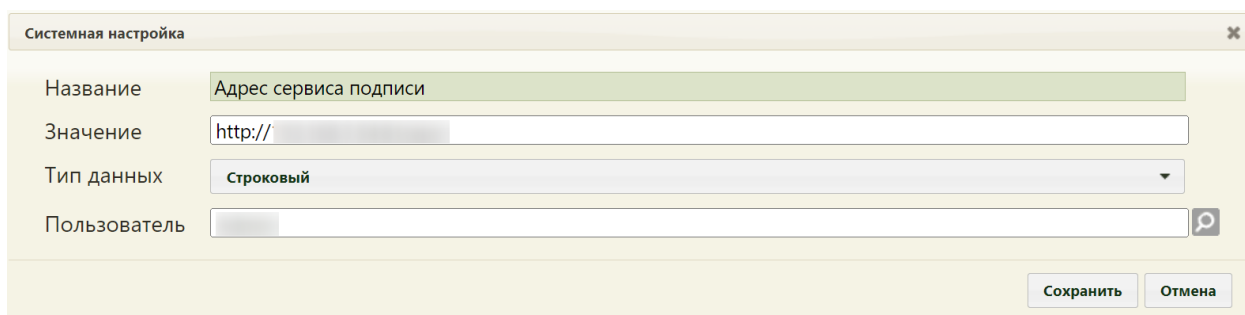 Системная настройка
Название Адрес сервиса подписи
Значение http://
Тип данных Строковый
Пользователь
Сохранить Отмена